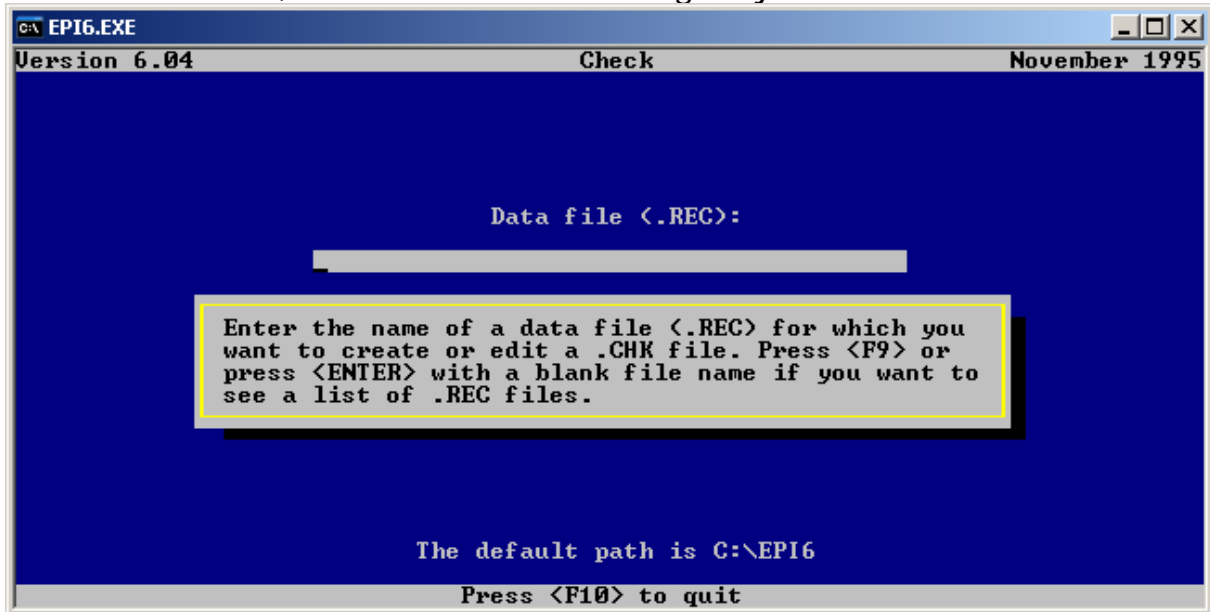 EPI6.EXE
Version 6.04 Check November 1995
Data file (.REC):
Enter the name of a data file (.REC) for which you
want to create or edit a .CHK file. Press <F9> or
press <ENTER> with a blank file name if you want to
see a list of .REC files.
The default path is C:\EPI6
Press <F10> to quit